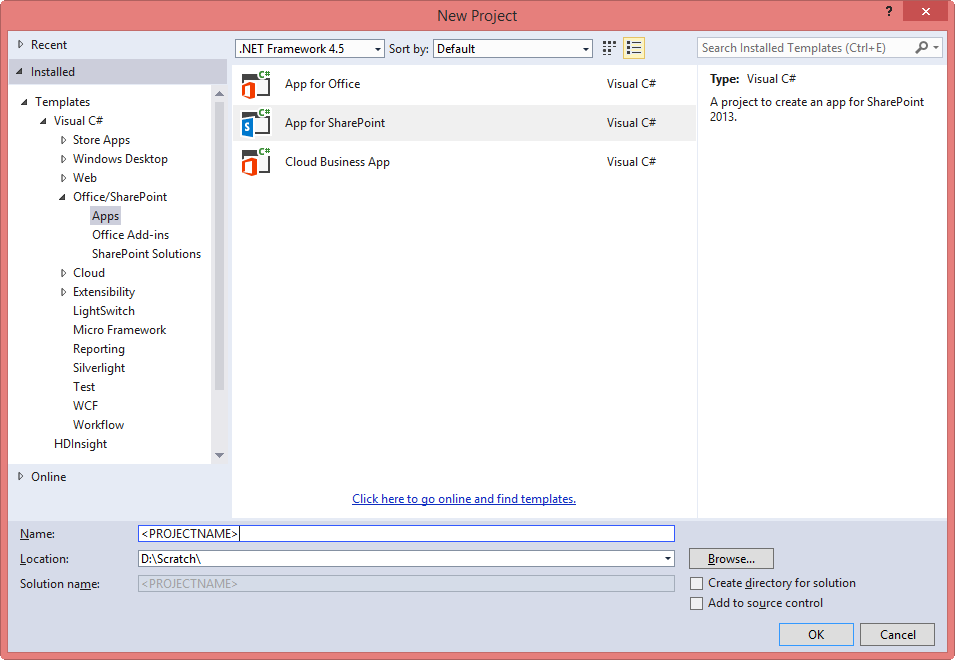 New Project
?
Recent
Installed
Templates
Visual C#
Store Apps
Windows Desktop
Web
Office/SharePoint
Apps
Office Add-ins
SharePoint Solutions
Cloud
Extensibility
LightSwitch
Micro Framework
Reporting
Silverlight
Test
WCF
Workflow
HDInsight
Online
.NET Framework 4.5 Sort by: Default
C# App for Office Visual C#
C# S App for SharePoint Visual C#
C# Cloud Business App Visual C#
Click here to go online and find templates.
Search Installed Templates (Ctrl+E)
Type: Visual C#
A project to create an app for SharePoint
2013.
Name: <PROJECTNAME>
Location: D:\Scratch\ Browse...
Solution name: <PROJECTNAME> Create directory for solution
Add to source control
OK Cancel